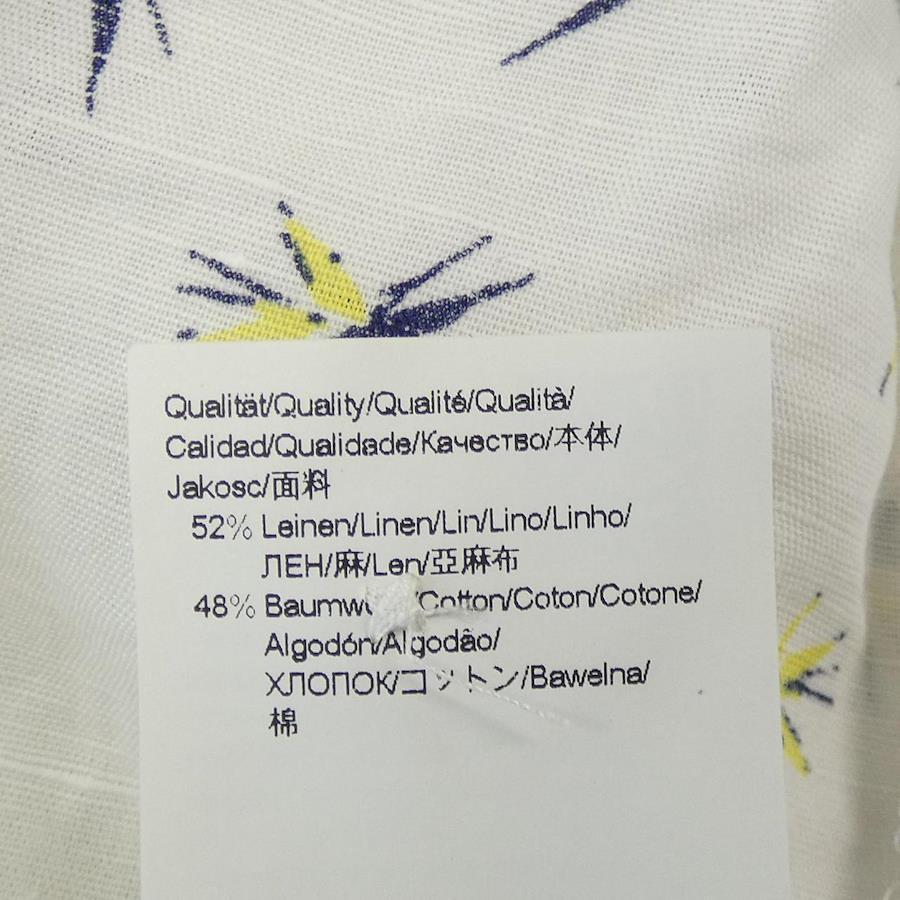 Qualität/Quality/Qualité/Qualità/
Calidad/Qualidade/Качество/本体/
Jakosc/面料
52% Leinen/Linen/Lin/Lino/Linho/
ЛЕН/麻/Len/亞麻布
48% /Cotton/Coton/Cotone/
Algodón/Algodão/
ХЛОПОК/コットン/Bawelna/
棉